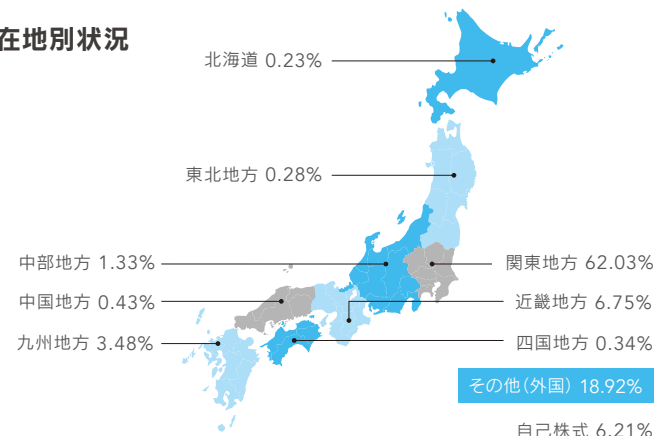 在地別状況
北海道 0.23%
東北地方 0.28%
中部地方 1.33%
関東地方 62.03%
中国地方 0.43%
近畿地方 6.75%
九州地方 3.48%
四国地方 0.34%
その他(外国) 18.92%
自己株式 6.21%